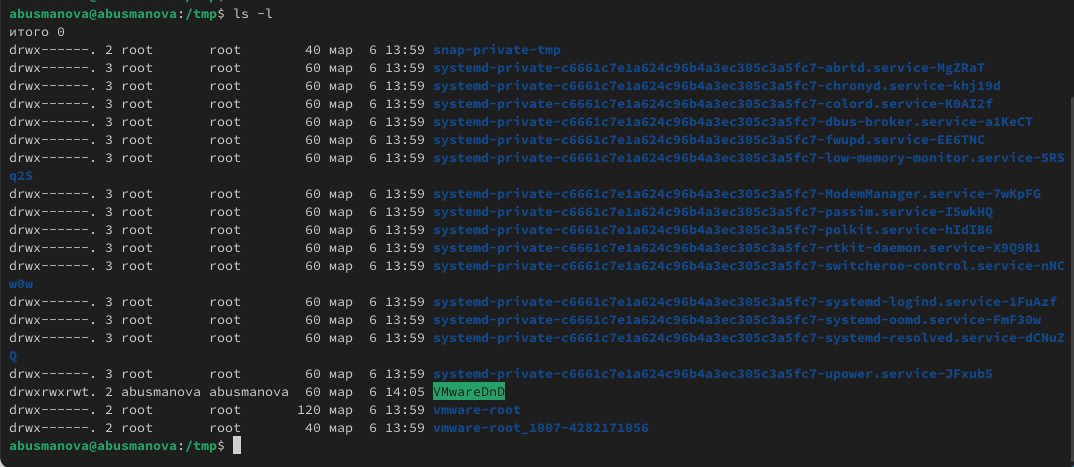 abusmanova@abusmanova:/tmp$ ls -l
итого 0
drwx------. 2 root       root        40 мар  6 13:59 snap-private-tmp
drwx------. 3 root       root        60 мар  6 13:59 systemd-private-c6661c7e1a624c96b4a3ec305c3a5fc7-abrtd.service-MgZRaT
drwx------. 3 root       root        60 мар  6 13:59 systemd-private-c6661c7e1a624c96b4a3ec305c3a5fc7-chronyd.service-khj19d
drwx------. 3 root       root        60 мар  6 13:59 systemd-private-c6661c7e1a624c96b4a3ec305c3a5fc7-colord.service-K0AI2f
drwx------. 3 root       root        60 мар  6 13:59 systemd-private-c6661c7e1a624c96b4a3ec305c3a5fc7-dbus-broker.service-a1KeCT
drwx------. 3 root       root        60 мар  6 13:59 systemd-private-c6661c7e1a624c96b4a3ec305c3a5fc7-fwupd.service-EE6TNC
drwx------. 3 root       root        60 мар  6 13:59 systemd-private-c6661c7e1a624c96b4a3ec305c3a5fc7-low-memory-monitor.service-5RS
q2S
drwx------. 3 root       root        60 мар  6 13:59 systemd-private-c6661c7e1a624c96b4a3ec305c3a5fc7-ModemManager.service-7wKpFG
drwx------. 3 root       root        60 мар  6 13:59 systemd-private-c6661c7e1a624c96b4a3ec305c3a5fc7-passim.service-I5wkHQ
drwx------. 3 root       root        60 мар  6 13:59 systemd-private-c6661c7e1a624c96b4a3ec305c3a5fc7-polkit.service-hIdIB6
drwx------. 3 root       root        60 мар  6 13:59 systemd-private-c6661c7e1a624c96b4a3ec305c3a5fc7-rtkit-daemon.service-X9Q9R1
drwx------. 3 root       root        60 мар  6 13:59 systemd-private-c6661c7e1a624c96b4a3ec305c3a5fc7-switcheroo-control.service-nNC
w0w
drwx------. 3 root       root        60 мар  6 13:59 systemd-private-c6661c7e1a624c96b4a3ec305c3a5fc7-systemd-logind.service-1FuAzf
drwx------. 3 root       root        60 мар  6 13:59 systemd-private-c6661c7e1a624c96b4a3ec305c3a5fc7-systemd-oomd.service-FmF30w
drwx------. 3 root       root        60 мар  6 13:59 systemd-private-c6661c7e1a624c96b4a3ec305c3a5fc7-systemd-resolved.service-dCNuZ
Q
drwx------. 3 root       root        60 мар  6 13:59 systemd-private-c6661c7e1a624c96b4a3ec305c3a5fc7-upower.service-JFxub5
drwxrwxrwt. 2 abusmanova abusmanova  60 мар  6 14:05 VMwareDnD
drwx------. 2 root       root       120 мар  6 13:59 vmware-root
drwx------. 2 root       root        40 мар  6 13:59 vmware-root_1007-4282171056
abusmanova@abusmanova:/tmp$